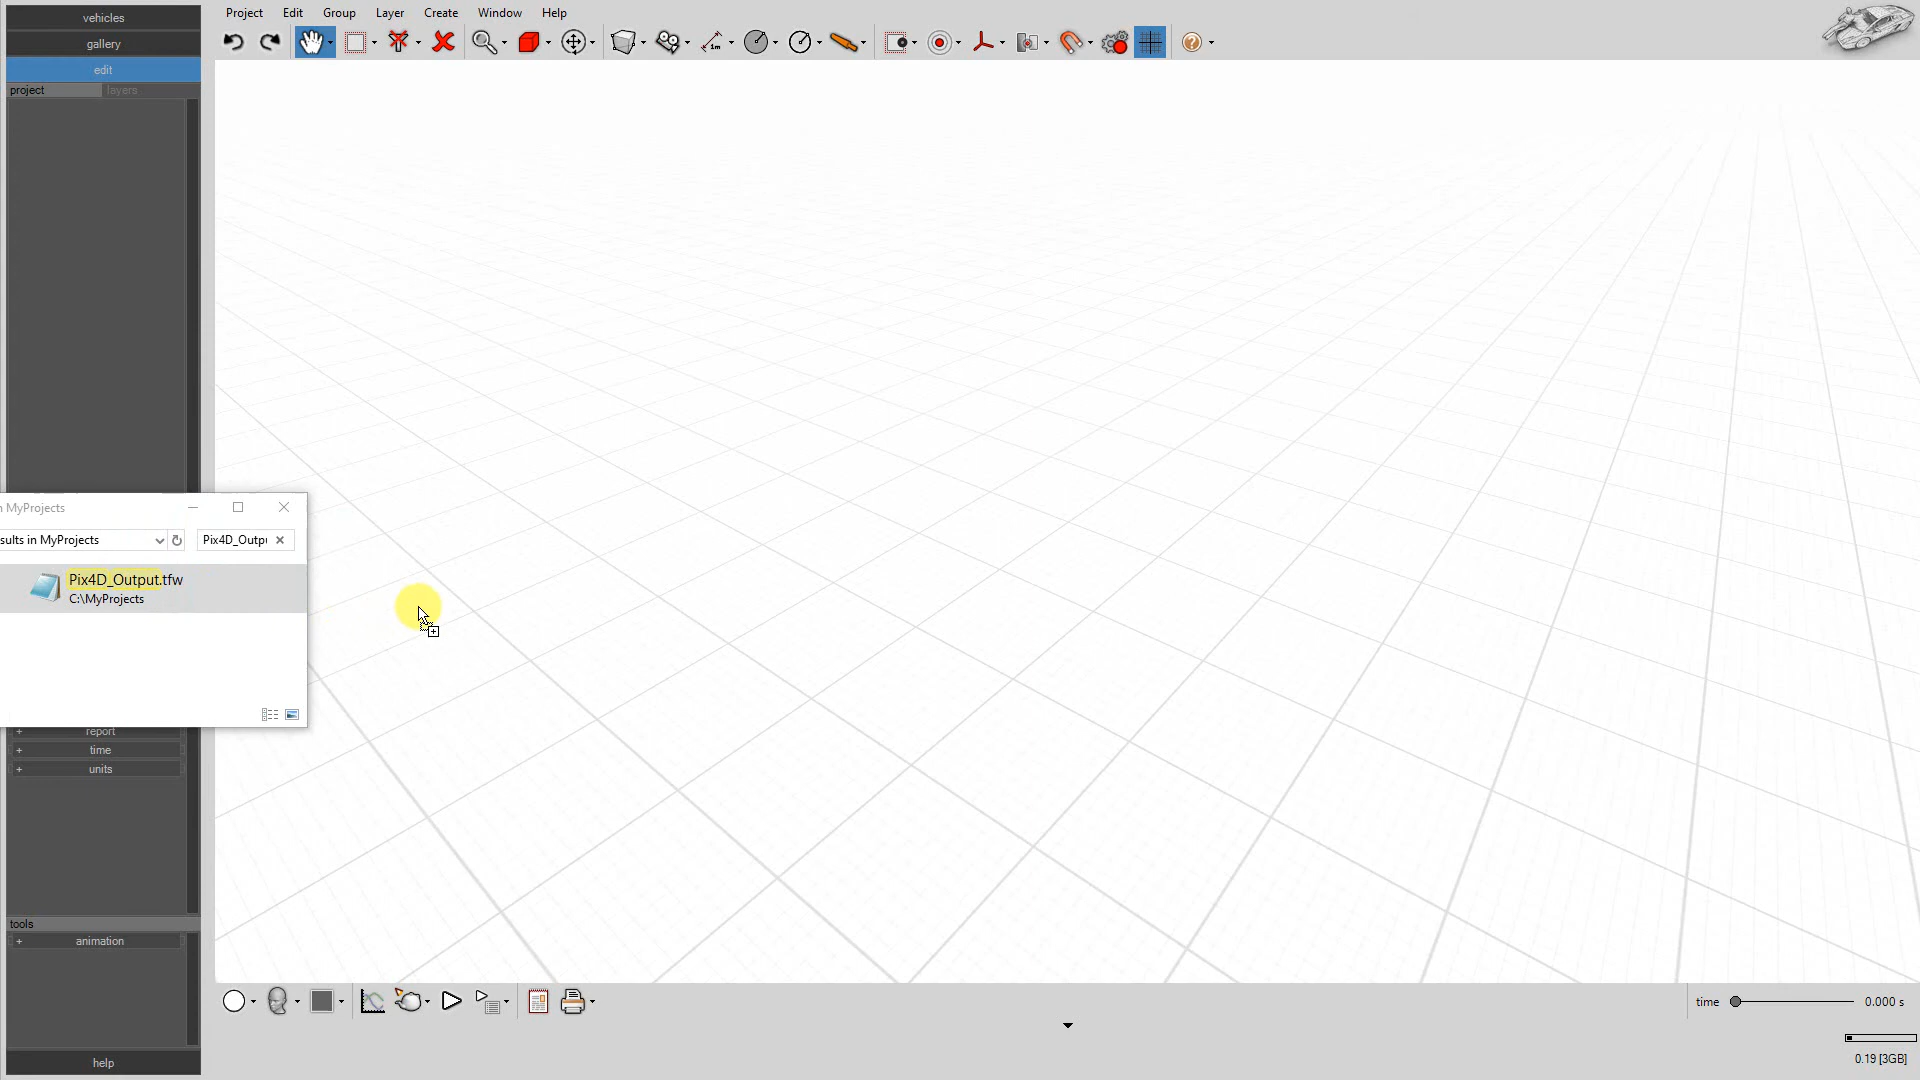 vehicles
gallery
edit
project layers
Project Edit Group Layer Create Window Help
1m
n MyProjects
sults in MyProjects
Pix4D_Outpu
Pix4D_Output.tfw
C:\MyProjects
report
time
units
tools
animation
help
time 0.000 s
0.19 [3GB]